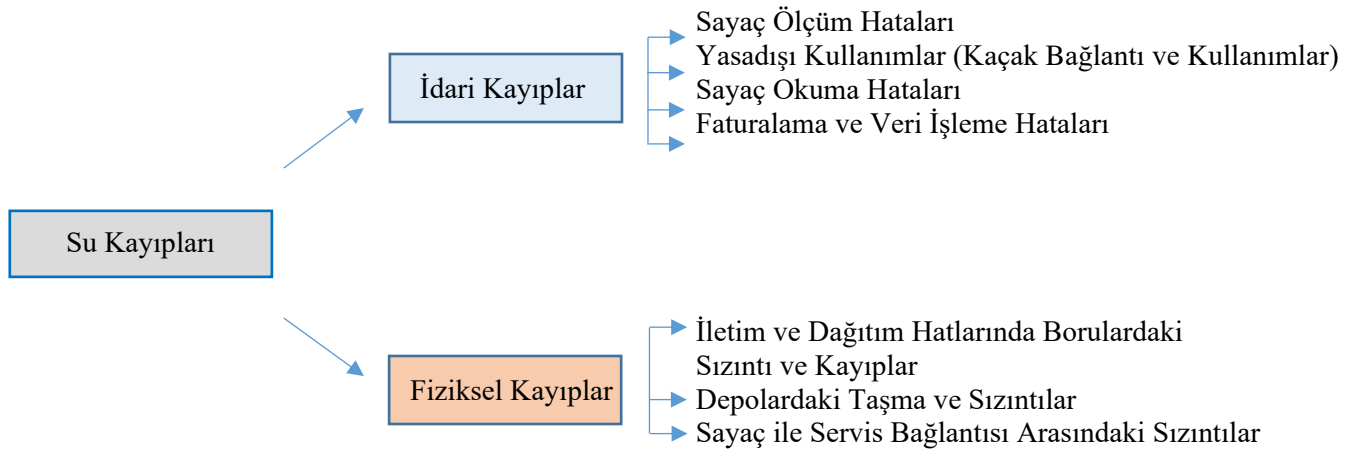 Sayaç Ölçüm Hataları
Yasadışı Kullanımlar (Kaçak Bağlantı ve Kullanımlar)
İdari Kayıplar
Sayaç Okuma Hataları
Faturalama ve Veri İşleme Hataları
Su Kayıpları
İletim ve Dağıtım Hatlarında Borulardaki
Sızıntı ve Kayıplar
Fiziksel Kayıplar
Depolardaki Taşma ve Sızıntılar
Sayaç ile Servis Bağlantısı Arasındaki Sızıntılar